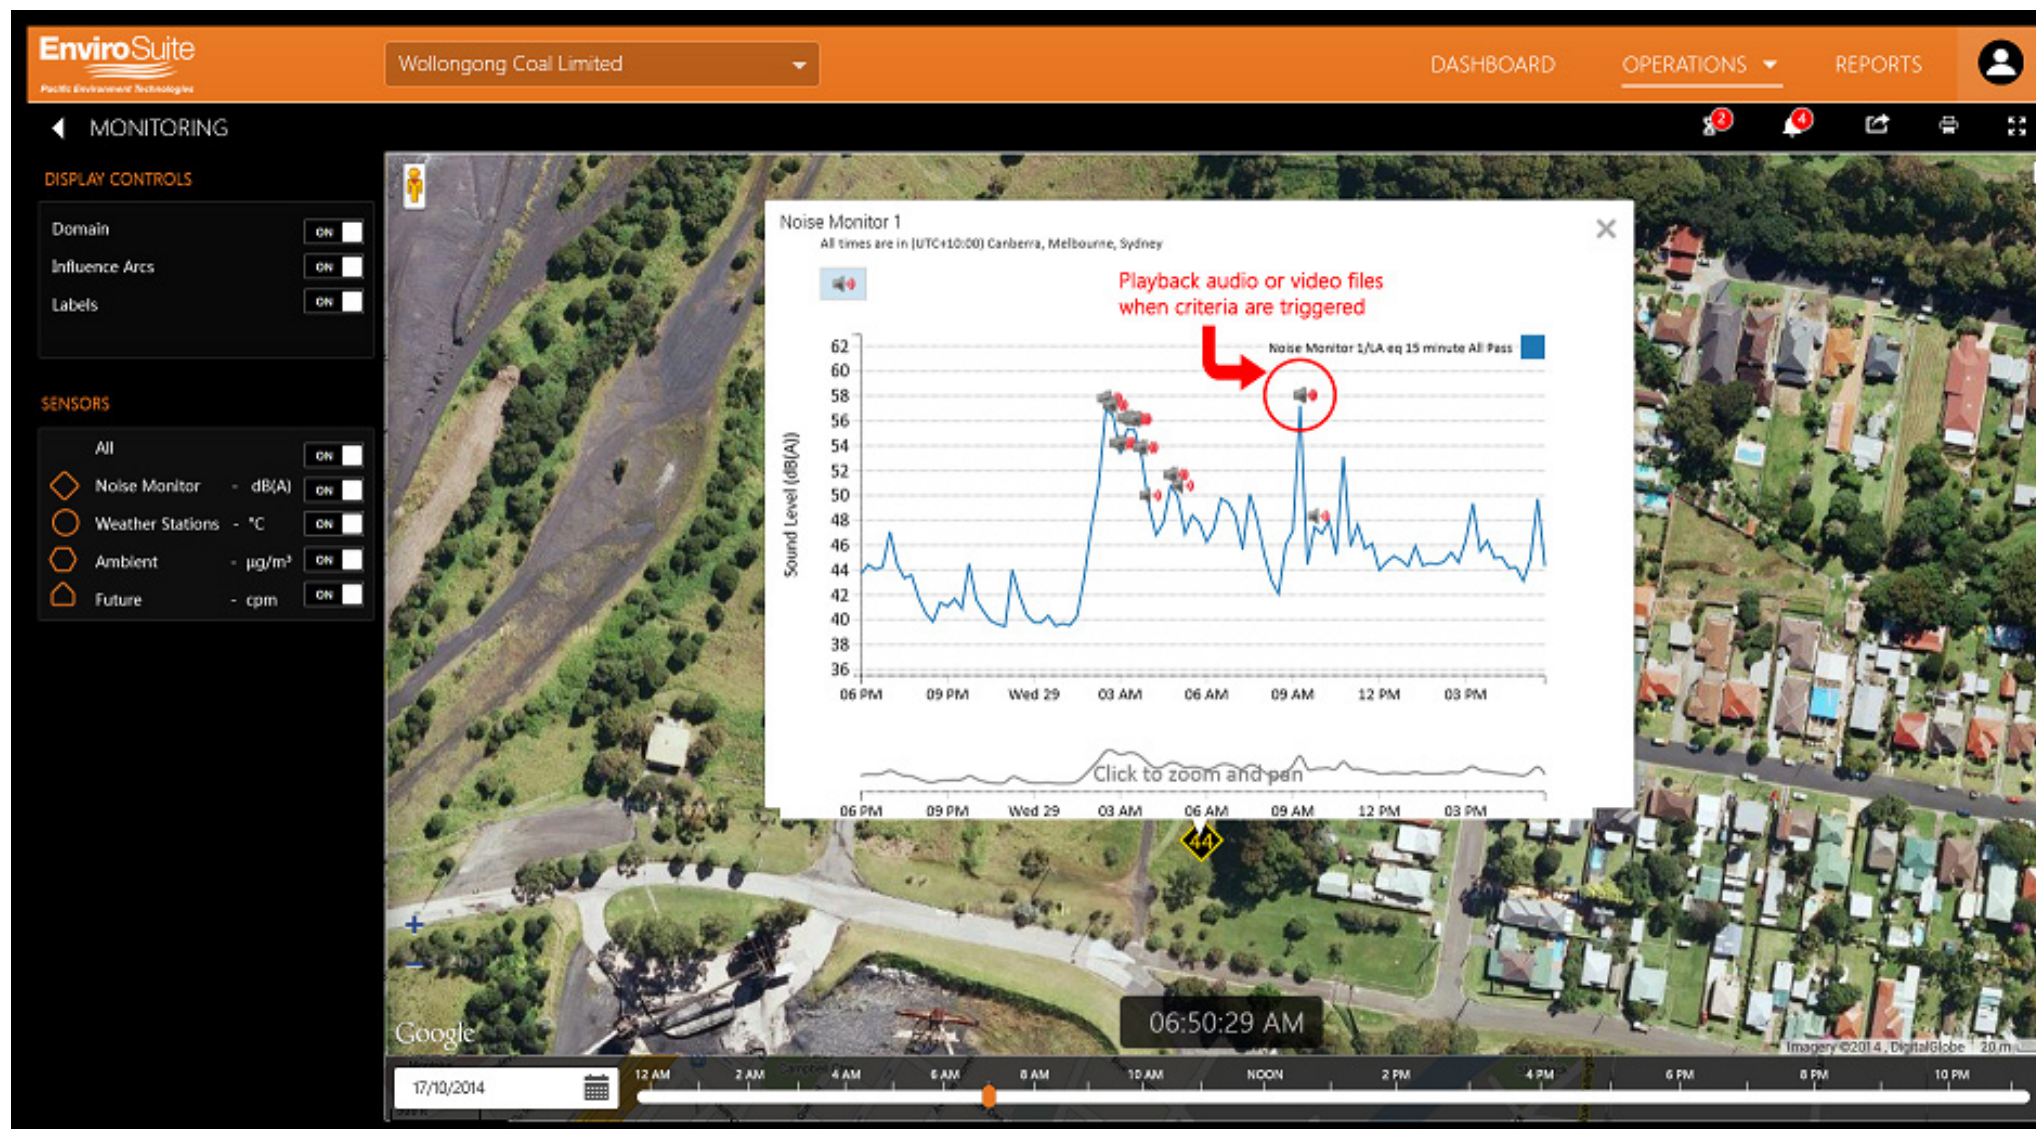 EnviroSuite
Pacific Environment Technologies
Wollongong Coal Limited
DASHBOARD
OPERATIONS
REPORTS
MONITORING
2
4
DISPLAY CONTROLS
Domain ON
Influence Arcs ON
Labels ON
SENSORS
All ON
Noise Monitor - dB(A) ON
Weather Stations - °C ON
Ambient - µg/m³ ON
Future - cpm ON
Noise Monitor 1
All times are in (UTC+10:00) Canberra, Melbourne, Sydney
Playback audio or video files
when criteria are triggered
Noise Monitor 1/LA eq 15 minute All Pass
Sound Level (dB(A))
62
60
58
56
54
52
50
48
46
44
42
40
38
36
06 PM 09 PM Wed 29 03 AM 06 AM 09 AM 12 PM 03 PM
Click to zoom and pan
06 PM 09 PM Wed 29 03 AM 06 AM 09 AM 12 PM 03 PM
44
+
06:50:29 AM
Google
Imagery ©2014 , DigitalGlobe 20 m
17/10/2014
12 AM 2 AM 4 AM 6 AM 8 AM 10 AM NOON 2 PM 4 PM 6 PM 8 PM 10 PM